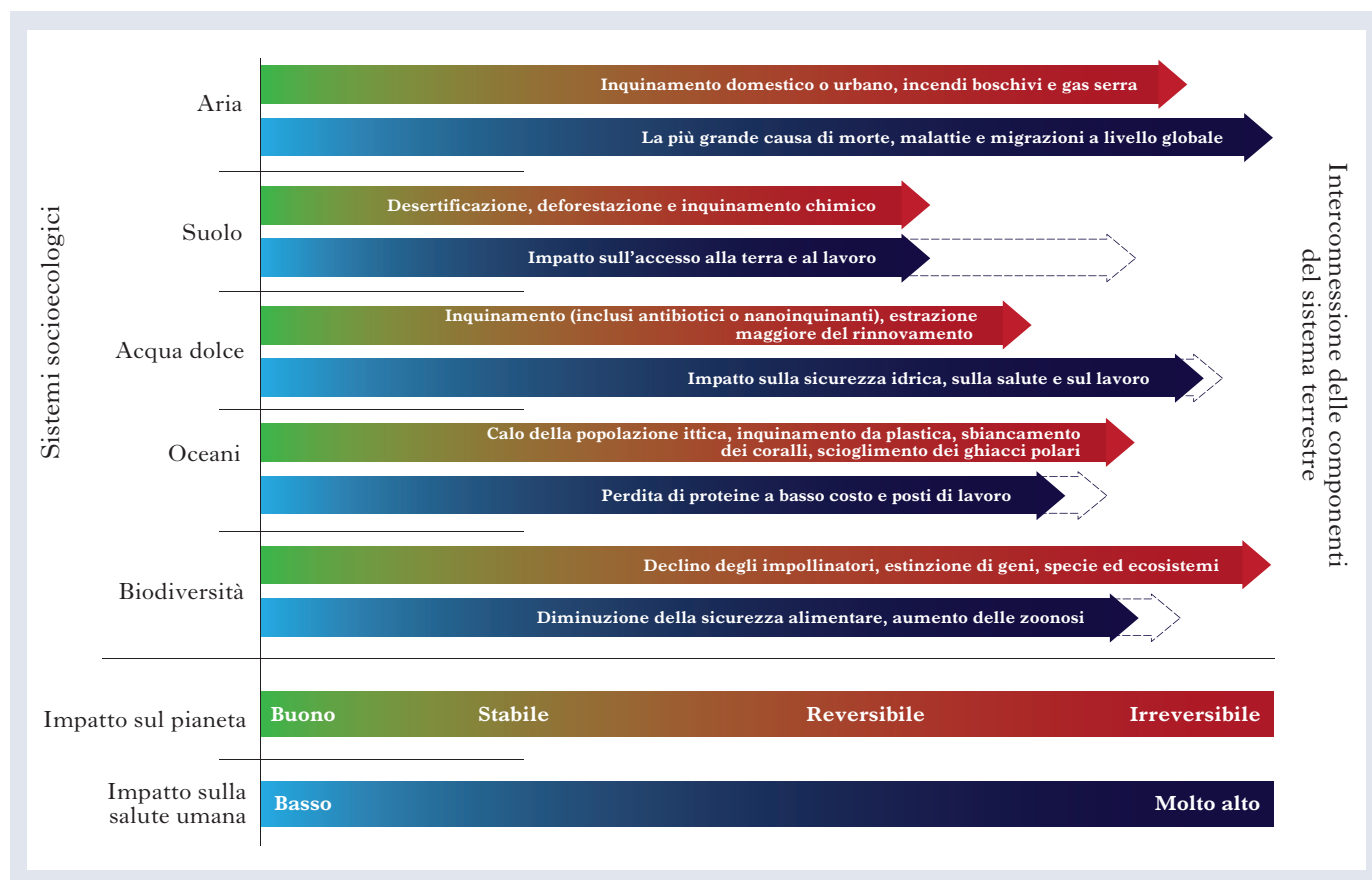 Sistemi socioecologici
Aria
Inquinamento domestico o urbano, incendi boschivi e gas serra
La più grande causa di morte, malattie e migrazioni a livello globale
Suolo
Desertificazione, deforestazione e inquinamento chimico
Impatto sull’accesso alla terra e al lavoro
Acqua dolce
Inquinamento (inclusi antibiotici o nanoinquinanti), estrazione
maggiore del rinnovamento
Impatto sulla sicurezza idrica, sulla salute e sul lavoro
Oceani
Calo della popolazione ittica, inquinamento da plastica, sbiancamento
dei coralli, scioglimento dei ghiacci polari
Perdita di proteine a basso costo e posti di lavoro
Biodiversità
Declino degli impollinatori, estinzione di geni, specie ed ecosistemi
Diminuzione della sicurezza alimentare, aumento delle zoonosi
Interconnessione delle componenti
del sistema terrestre
Impatto sul pianeta
Buono Stabile Reversibile Irreversibile
Impatto sulla
salute umana
Basso Molto alto